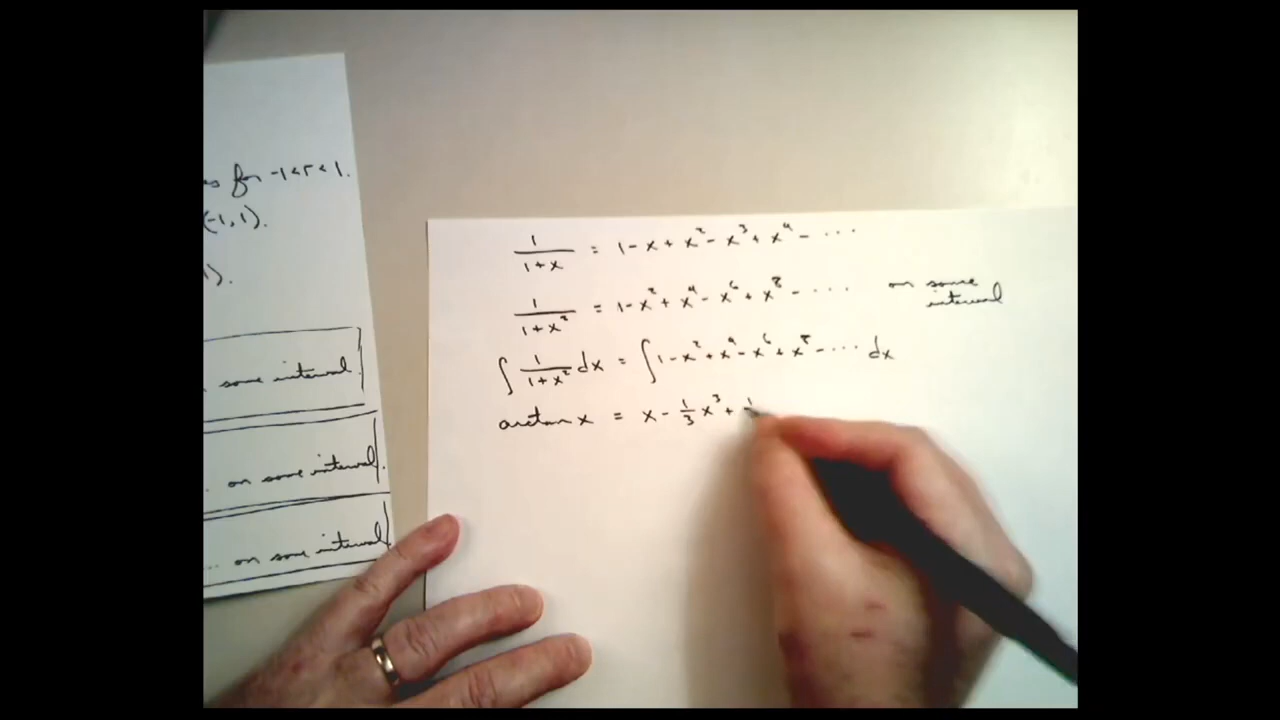 for -1<r<1.
(-1,1).
).
some interval
.. on some interval.
... on some interval
1/(1+x) = 1-x+x²-x³+x⁴-...
1/(1+x²) = 1-x²+x⁴-x⁶+x⁸-.... on some interval
∫ 1/(1+x²) dx = ∫ 1-x²+x⁴-x⁶+x⁸-.... dx
arctan x = x - 1/3 x³ + 1